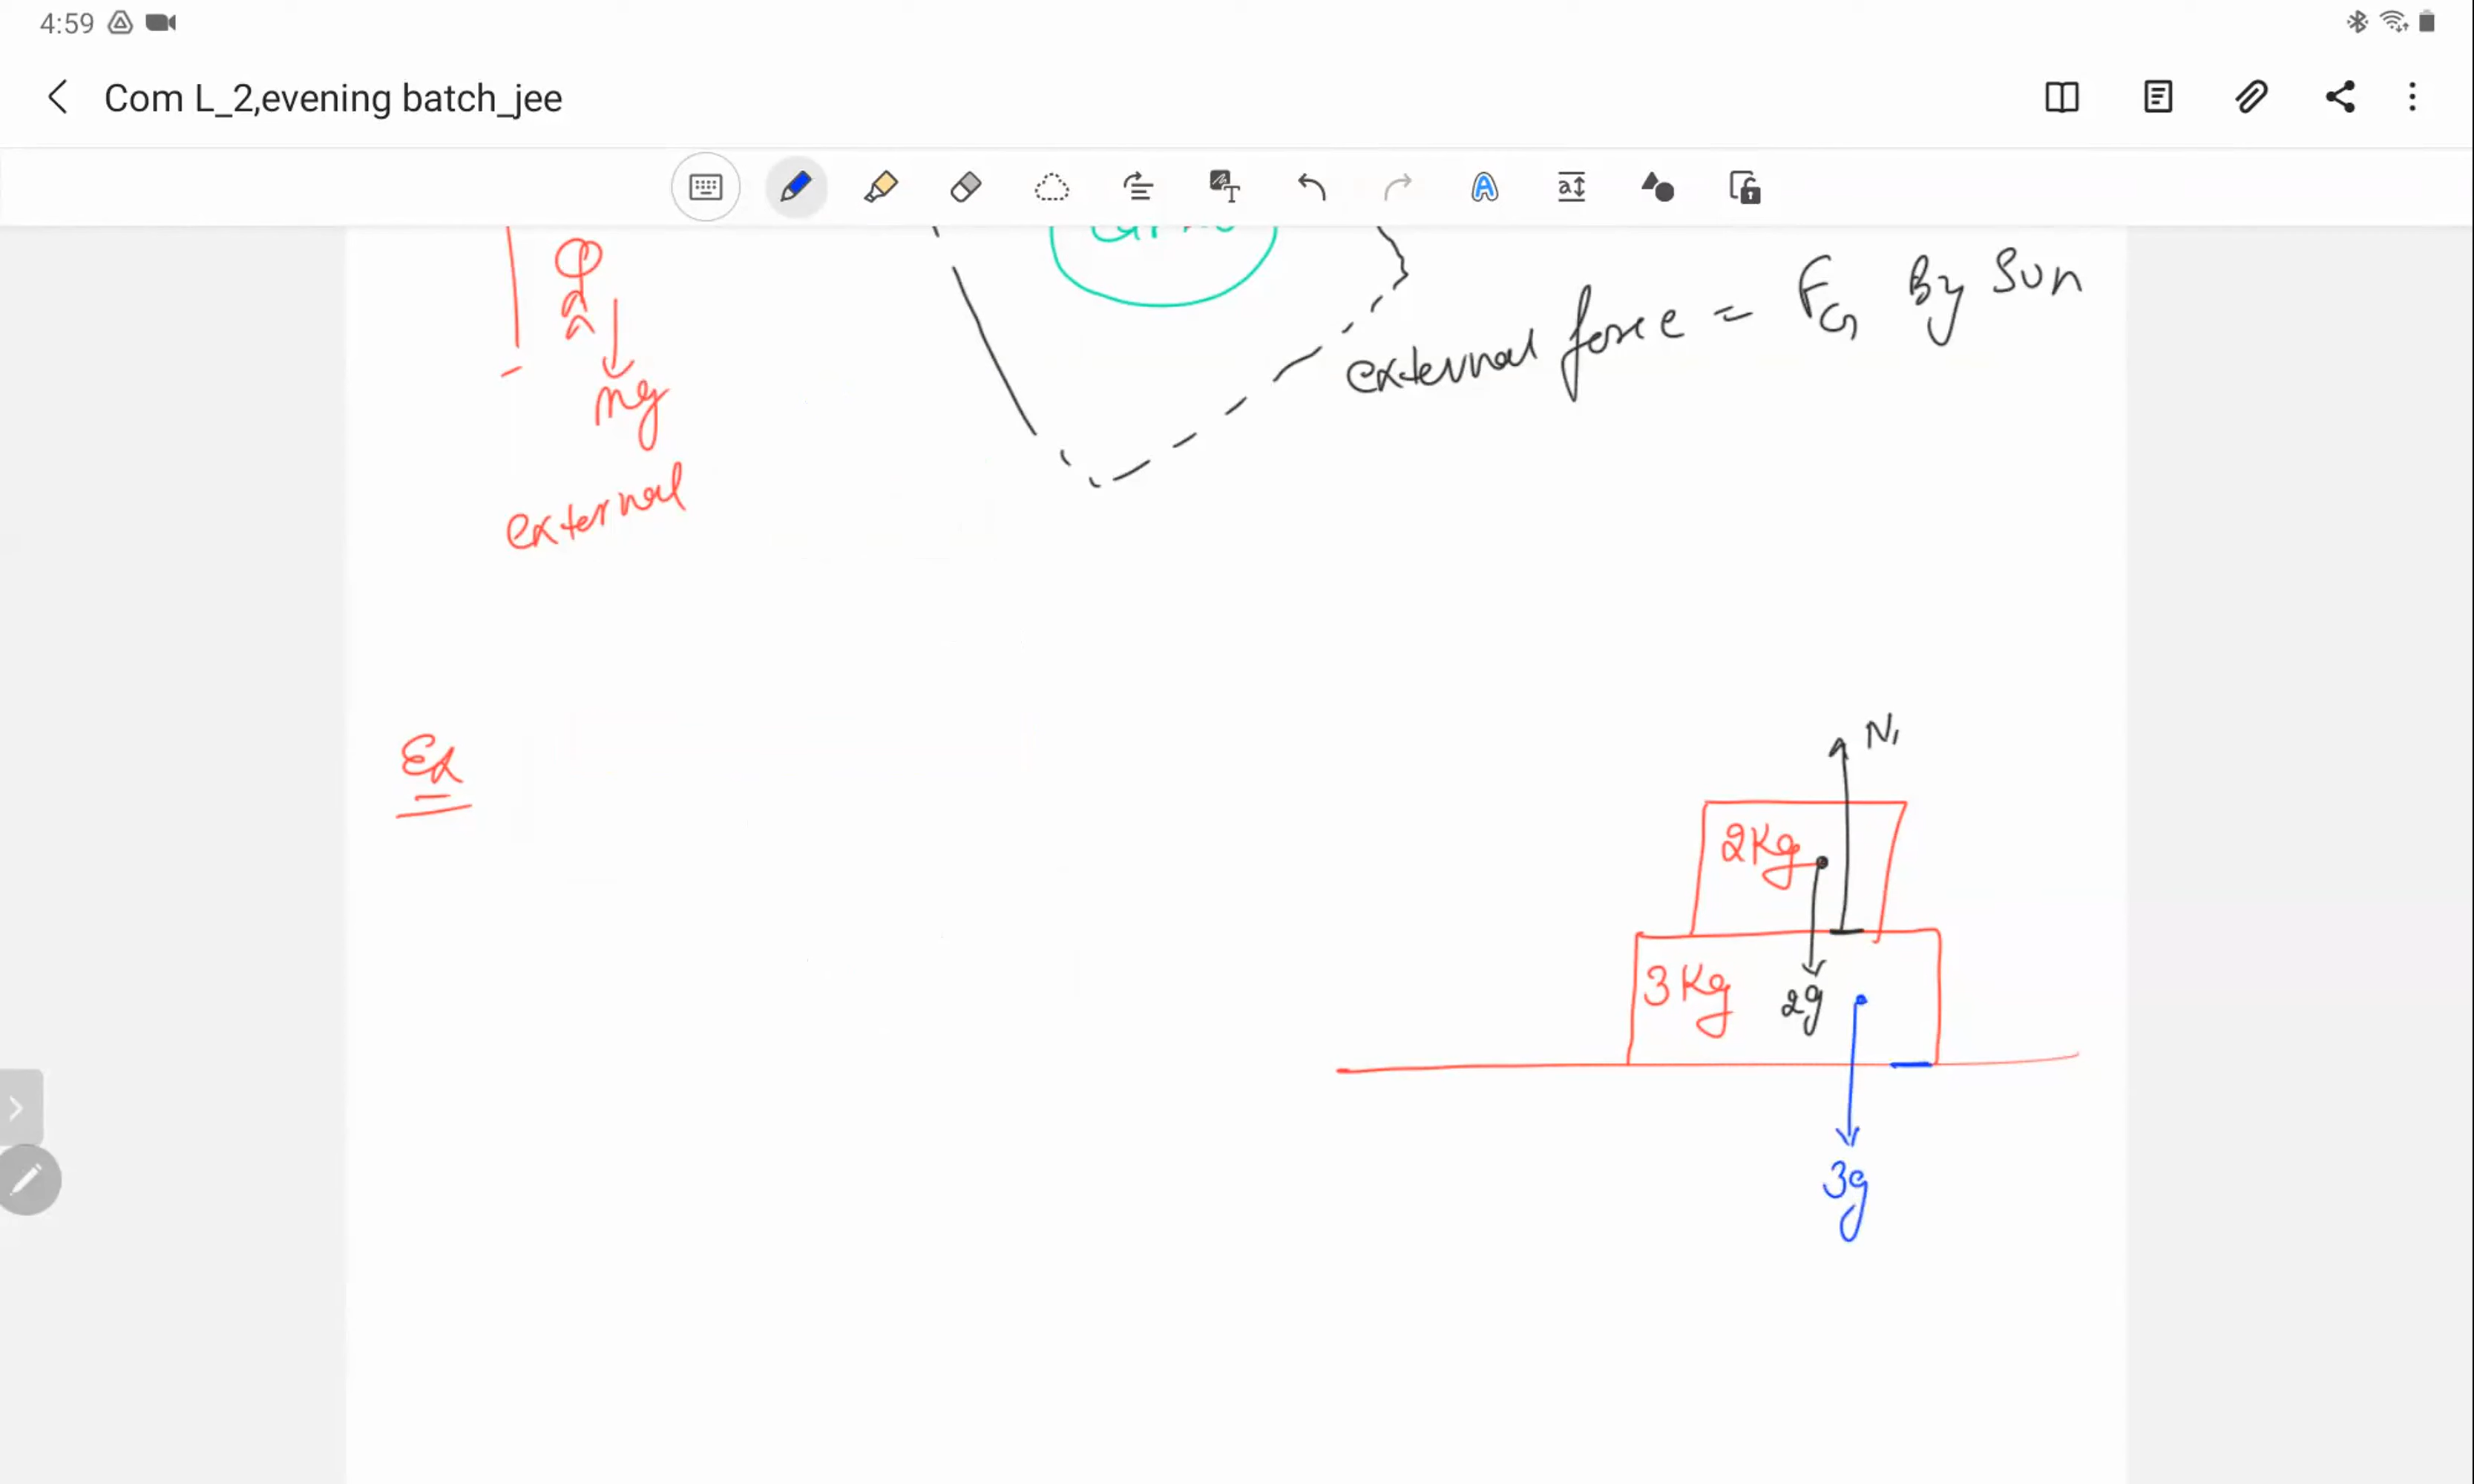 4:59
Com L_2,evening batch_jee
external force = FG By Sun
mg
external
Ex
N1
2Kg
3Kg
2g
3g